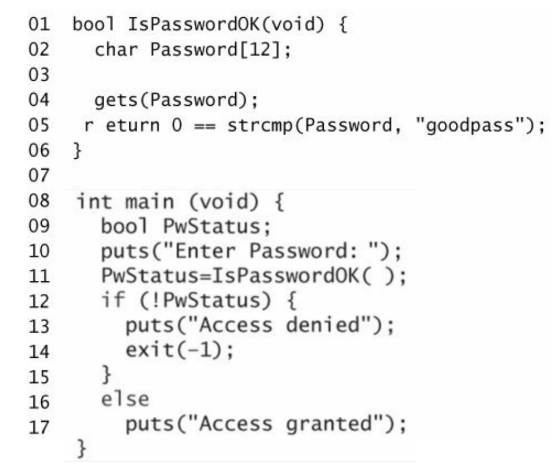 01 bool IsPasswordOK(void) {
02 char Password[12];
03
04 gets(Password);
05 r eturn 0 == strcmp(Password, "goodpass");
06 }
07
08 int main (void) {
09 bool PwStatus;
10 puts("Enter Password: ");
11 PwStatus=IsPasswordOK( );
12 if (!PwStatus) {
13 puts("Access denied");
14 exit(-1);
15 }
16 else
17 puts("Access granted");
}